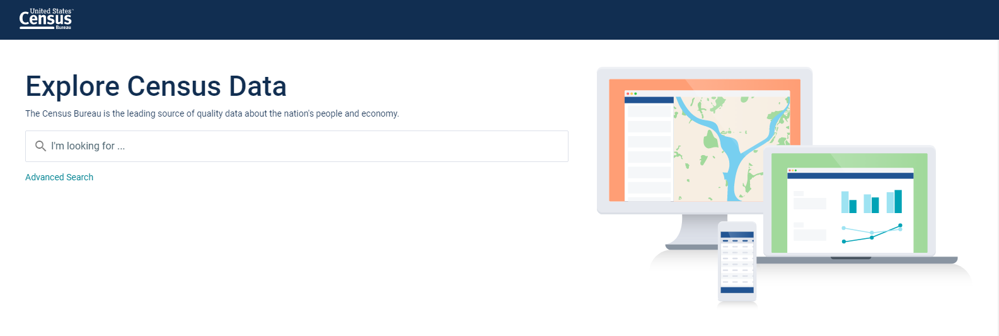 United States™
Census
Bureau
Explore Census Data
The Census Bureau is the leading source of quality data about the nation's people and economy.
I'm looking for ...
Advanced Search